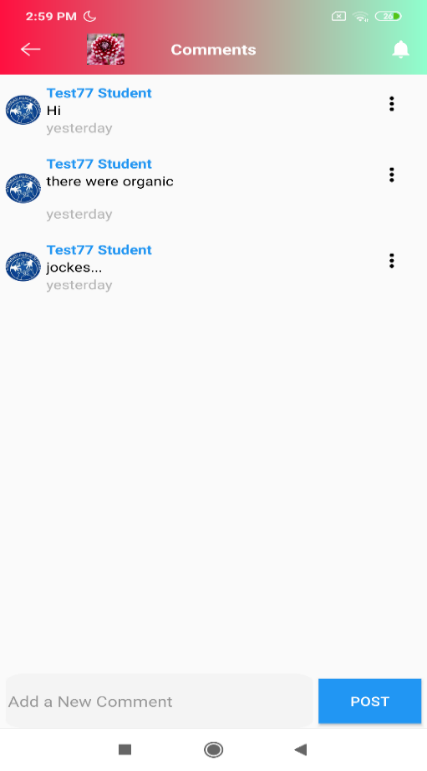 2:59 PM
26
Comments
Test77 Student
Hi
yesterday
Test77 Student
there were organic
yesterday
Test77 Student
jockes...
yesterday
Add a New Comment
POST